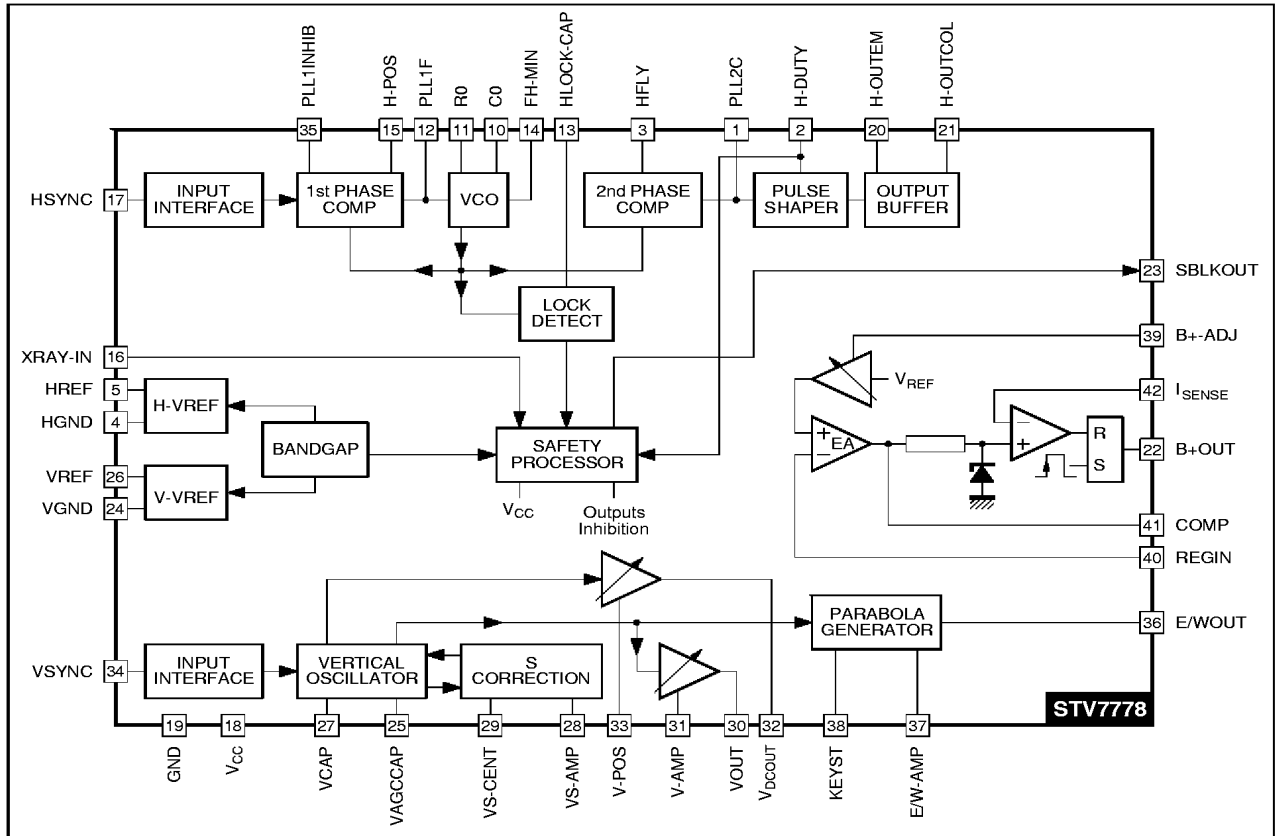 PLL1INHIB
H-POS
PLL1F
R0
C0
FH-MIN
HLOCK-CAP
HFLY
PLL2C
H-DUTY
H-OUTEM
H-OUTCOL
35
15
12
11
10
14
13
3
1
2
20
21
HSYNC
17
INPUT
INTERFACE
1st PHASE
COMP
VCO
2nd PHASE
COMP
PULSE
SHAPER
OUTPUT
BUFFER
23
SBLKOUT
LOCK
DETECT
39
B+-ADJ
XRAY-IN
16
HREF
5
HGND
4
H-VREF
BANDGAP
VREF
26
VGND
24
V-VREF
SAFETY
PROCESSOR
VCC
Outputs
Inhibition
VREF
42
ISENSE
+
EA
−
−
+
R
S
22
B+OUT
41
COMP
40
REGIN
PARABOLA
GENERATOR
36
E/WOUT
VSYNC
34
INPUT
INTERFACE
VERTICAL
OSCILLATOR
S
CORRECTION
STV7778
19
18
27
25
29
28
33
31
30
32
38
37
GND
VCC
VCAP
VAGCCAP
VS-CENT
VS-AMP
V-POS
V-AMP
VOUT
VDCOUT
KEYST
E/W-AMP